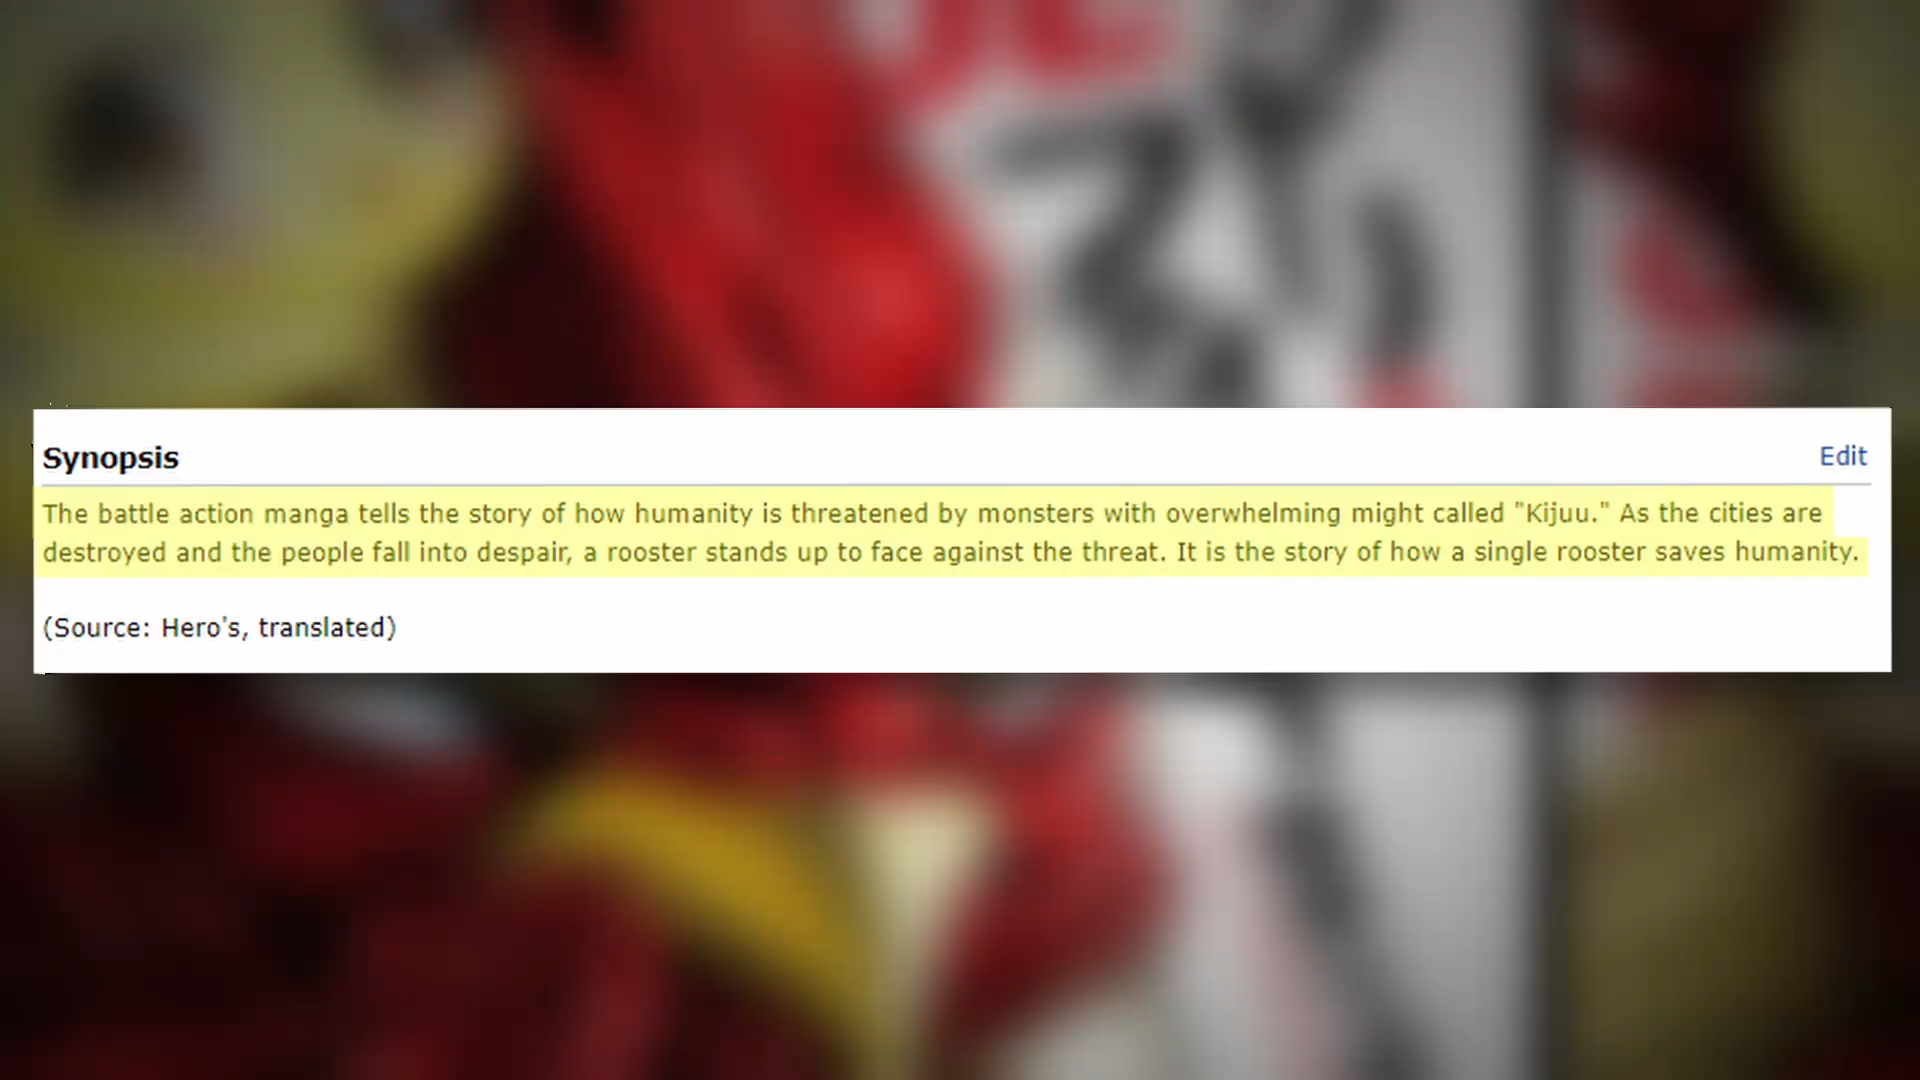 Synopsis
Edit
The battle action manga tells the story of how humanity is threatened by monsters with overwhelming might called "Kijuu." As the cities are
destroyed and the people fall into despair, a rooster stands up to face against the threat. It is the story of how a single rooster saves humanity.
(Source: Hero's, translated)